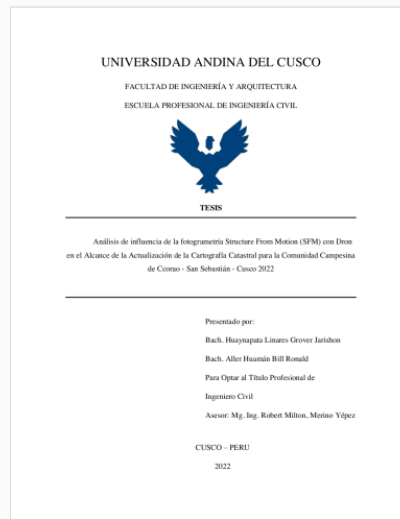 UNIVERSIDAD ANDINA DEL CUSCO
FACULTAD DE INGENIERÍA Y ARQUITECTURA
ESCUELA PROFESIONAL DE INGENIERÍA CIVIL
TESIS
Análisis de influencia de la fotogrametría Structure From Motion (SFM) con Dron
en el Alcance de la Actualización de la Cartografía Catastral para la Comunidad Campesina
de Ccorao - San Sebastián - Cusco 2022
Presentado por:
Bach. Huaynapata Linares Grover Jarishon
Bach. Aller Huamán Bill Ronald
Para Optar al Título Profesional de
Ingeniero Civil
Asesor: Mg. Ing. Robert Milton, Merino Yépez
CUSCO – PERU
2022